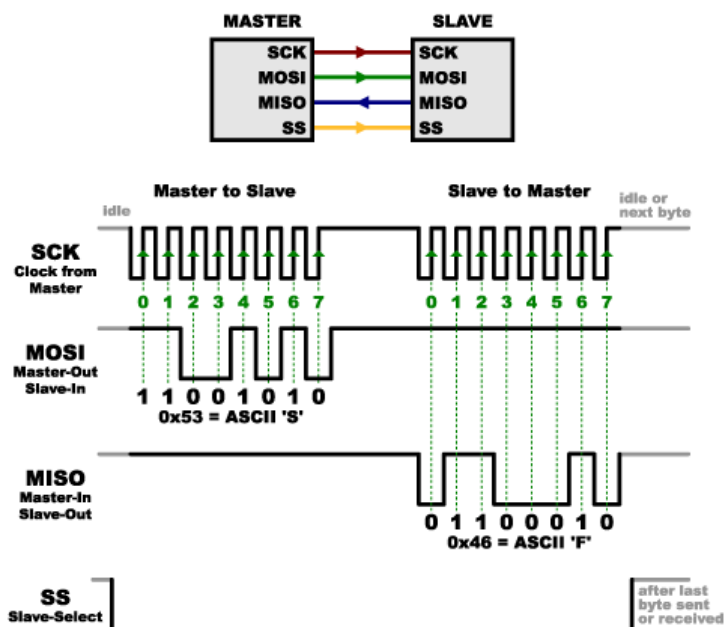 MASTER SLAVE
SCK SCK
MOSI MOSI
MISO MISO
SS SS
Master to Slave Slave to Master
idle
idle or
next byte
SCK
Clock from
Master
0 1 2 3 4 5 6 7 0 1 2 3 4 5 6 7
MOSI
Master-Out
Slave-In
1 1 0 0 1 0 1 0
0x53 = ASCII 'S'
MISO
Master-In
Slave-Out
0 1 1 0 0 0 1 0
0x46 = ASCII 'F'
SS
Slave-Select
after last
byte sent
or received